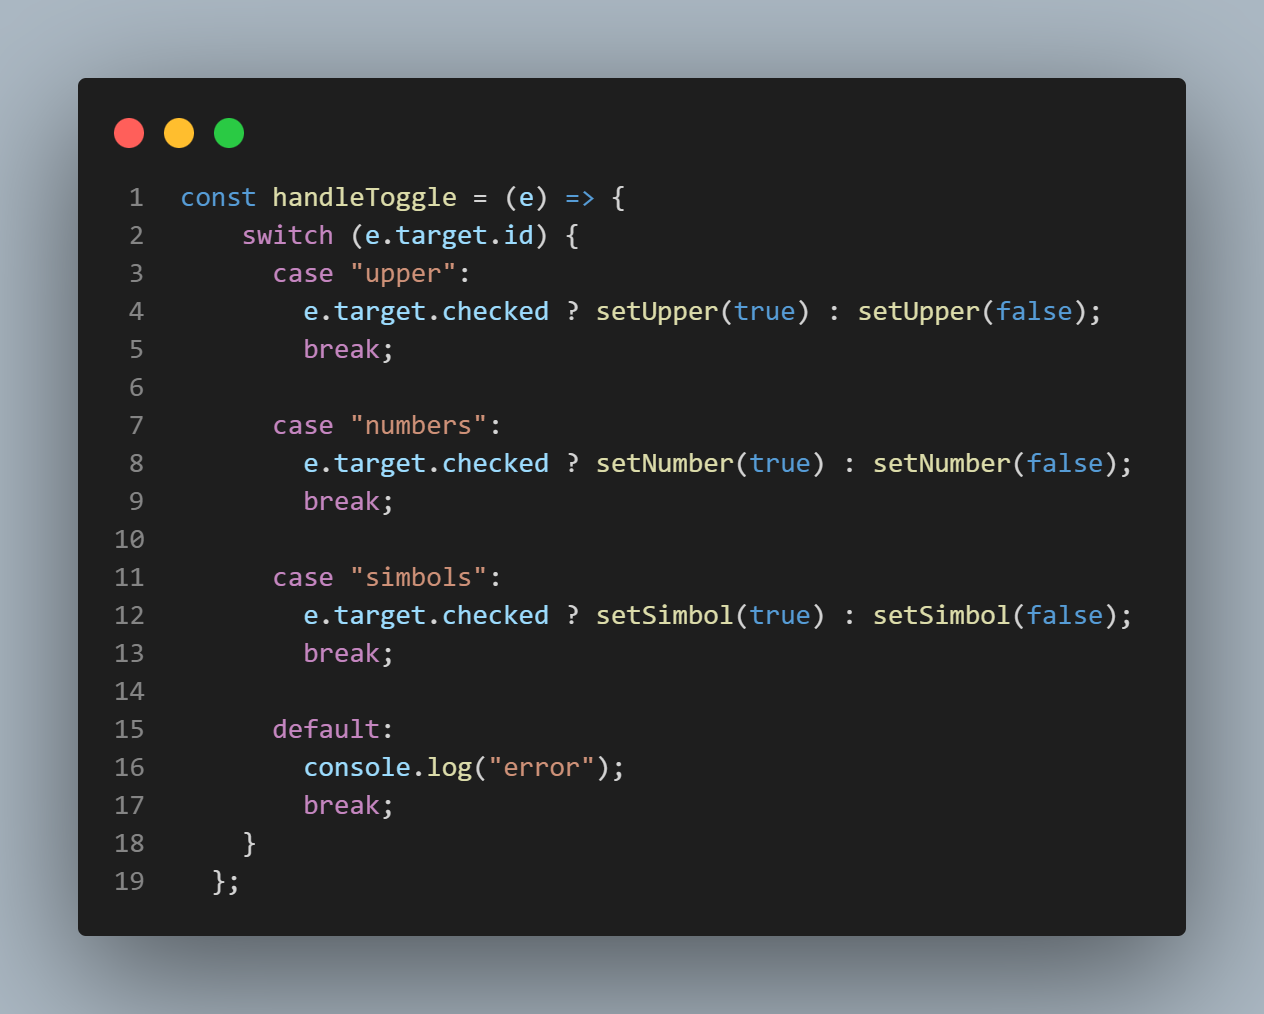 1 const handleToggle = (e) => {
2     switch (e.target.id) {
3       case "upper":
4         e.target.checked ? setUpper(true) : setUpper(false);
5         break;
6
7       case "numbers":
8         e.target.checked ? setNumber(true) : setNumber(false);
9         break;
10
11       case "simbols":
12         e.target.checked ? setSimbol(true) : setSimbol(false);
13         break;
14
15       default:
16         console.log("error");
17         break;
18     }
19   };